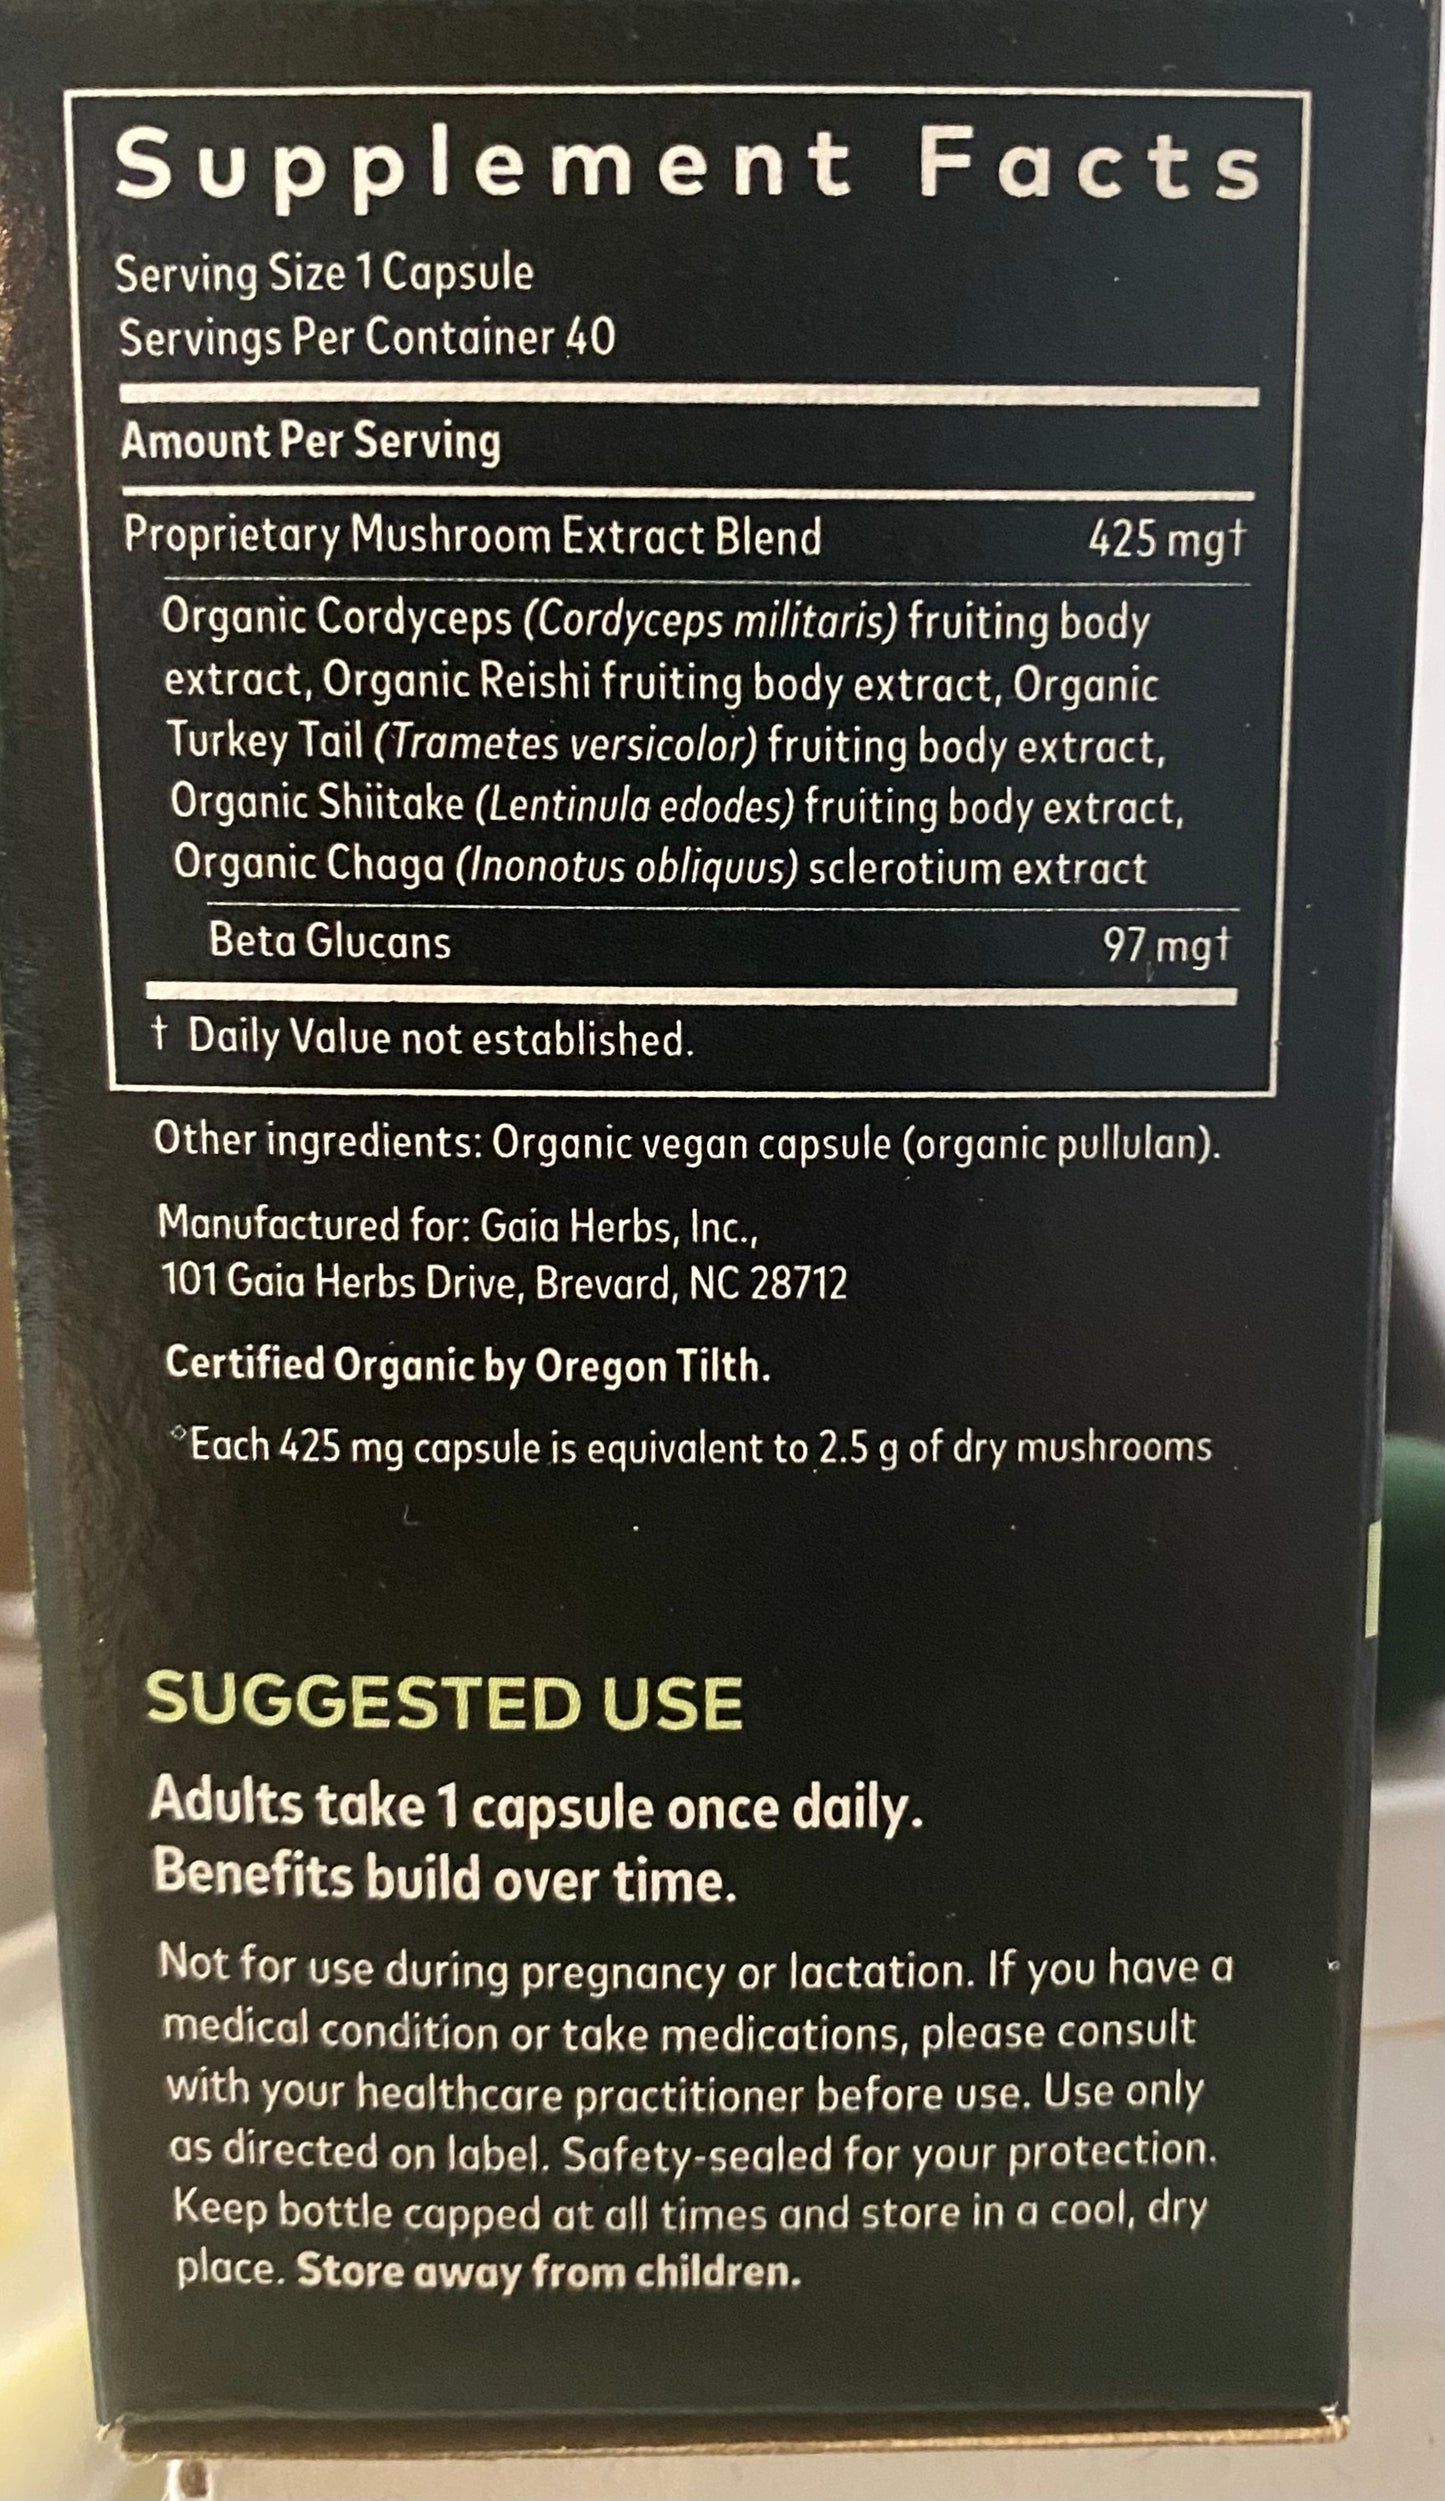 Supplement Facts
Serving Size 1 Capsule
Servings Per Container 40
Amount Per Serving
Proprietary Mushroom Extract Blend 425 mg†
Organic Cordyceps (Cordyceps militaris) fruiting body
extract, Organic Reishi fruiting body extract, Organic
Turkey Tail (Trametes versicolor) fruiting body extract,
Organic Shiitake (Lentinula edodes) fruiting body extract,
Organic Chaga (Inonotus obliquus) sclerotium extract
Beta Glucans 97 mg†
† Daily Value not established.
Other ingredients: Organic vegan capsule (organic pullulan).
Manufactured for: Gaia Herbs, Inc.,
101 Gaia Herbs Drive, Brevard, NC 28712
Certified Organic by Oregon Tilth.
◊Each 425 mg capsule is equivalent to 2.5 g of dry mushrooms
SUGGESTED USE
Adults take 1 capsule once daily.
Benefits build over time.
Not for use during pregnancy or lactation. If you have a
medical condition or take medications, please consult
with your healthcare practitioner before use. Use only
as directed on label. Safety-sealed for your protection.
Keep bottle capped at all times and store in a cool, dry
place. Store away from children.